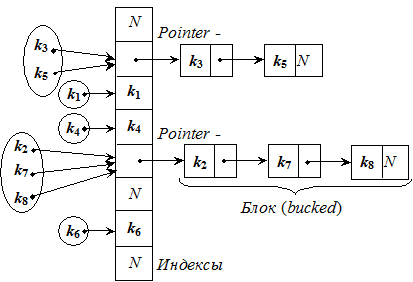 N
Pointer -
k3
k3
k5 N
k5
k1
k1
k4
k4
Pointer -
k2
k2
k7
k8 N
k7
k8
N
Блок (bucked)
k6
k6
N
Индексы